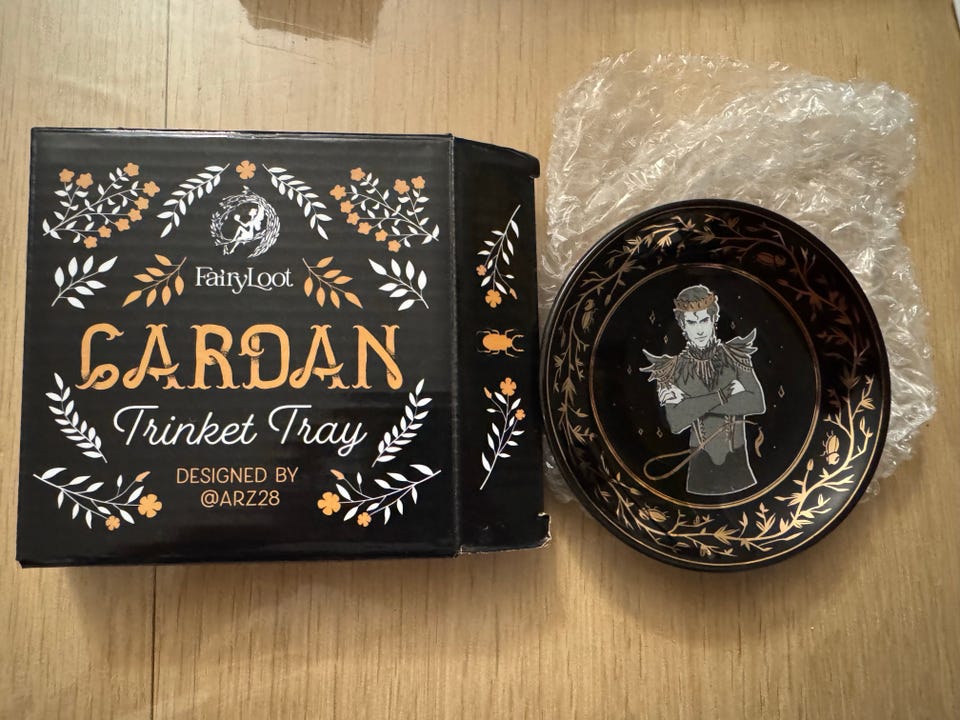 FairyLoot
CARDAN
Trinket Tray
DESIGNED BY
@ARZ28